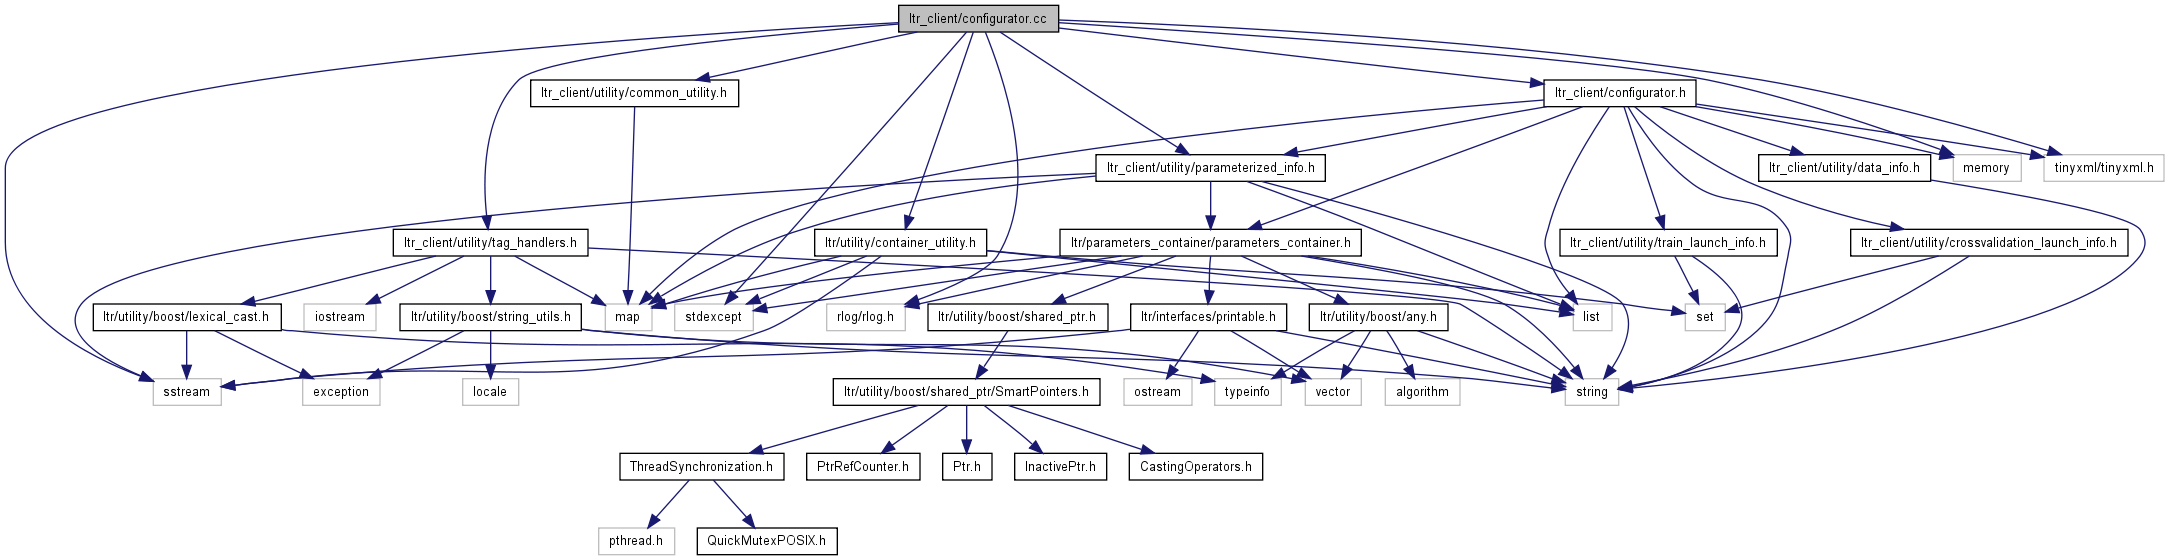 ltr_client/configurator.cc
ltr_client/utility/common_utility.h
ltr_client/configurator.h
ltr_client/utility/parameterized_info.h
ltr_client/utility/data_info.h
memory
tinyxml/tinyxml.h
ltr_client/utility/tag_handlers.h
ltr/utility/container_utility.h
ltr/parameters_container/parameters_container.h
ltr_client/utility/train_launch_info.h
ltr_client/utility/crossvalidation_launch_info.h
ltr/utility/boost/lexical_cast.h
iostream
ltr/utility/boost/string_utils.h
map
stdexcept
rlog/rlog.h
ltr/utility/boost/shared_ptr.h
ltr/interfaces/printable.h
ltr/utility/boost/any.h
list
set
sstream
exception
locale
ltr/utility/boost/shared_ptr/SmartPointers.h
ostream
typeinfo
vector
algorithm
string
ThreadSynchronization.h
PtrRefCounter.h
Ptr.h
InactivePtr.h
CastingOperators.h
pthread.h
QuickMutexPOSIX.h